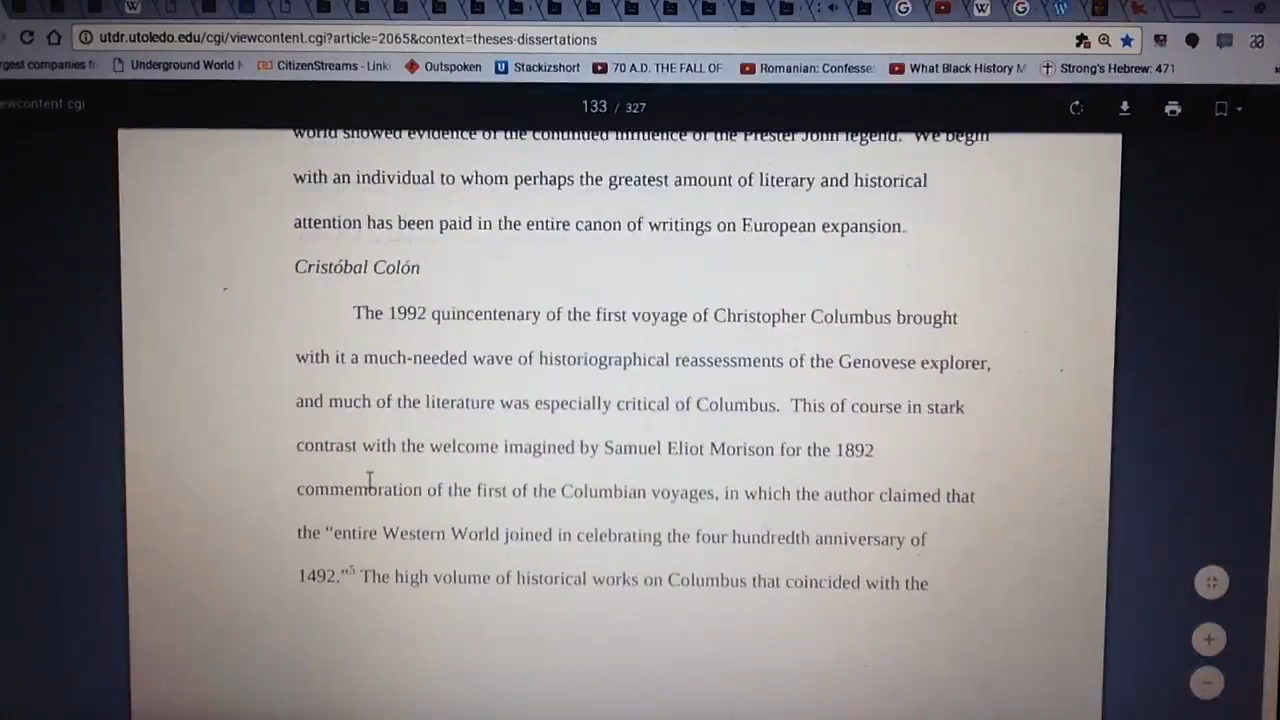 utdr.utoledo.edu/cgi/viewcontent.cgi?article=2065&context=theses-dissertations
rgest companies f Underground World CitizenStreams - Link Outspoken Stackizshort 70 A.D. THE FALL OF Romanian: Confesse What Black History M Strong's Hebrew: 471
ewcontent.cgi 133 / 327
world showed evidence of the continued influence of the Prester John legend. We begin
with an individual to whom perhaps the greatest amount of literary and historical
attention has been paid in the entire canon of writings on European expansion.
Cristóbal Colón
The 1992 quincentenary of the first voyage of Christopher Columbus brought
with it a much-needed wave of historiographical reassessments of the Genovese explorer,
and much of the literature was especially critical of Columbus. This of course in stark
contrast with the welcome imagined by Samuel Eliot Morison for the 1892
commemoration of the first of the Columbian voyages, in which the author claimed that
the “entire Western World joined in celebrating the four hundredth anniversary of
1492.”5 The high volume of historical works on Columbus that coincided with the